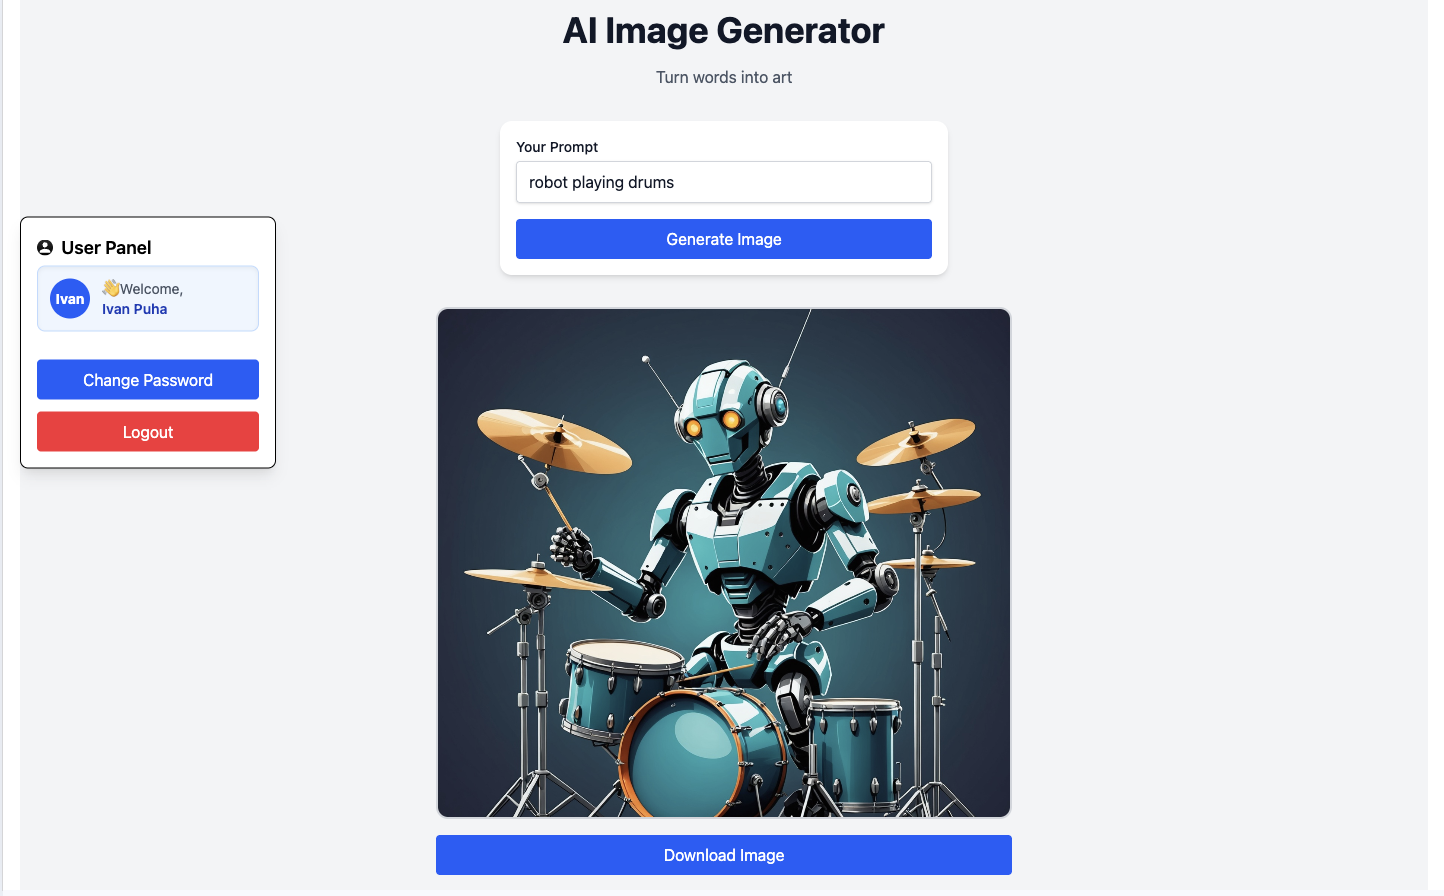 AI Image Generator
Turn words into art
Your Prompt
robot playing drums
Generate Image
User Panel
Ivan
👋Welcome,
Ivan Puha
Change Password
Logout
Download Image